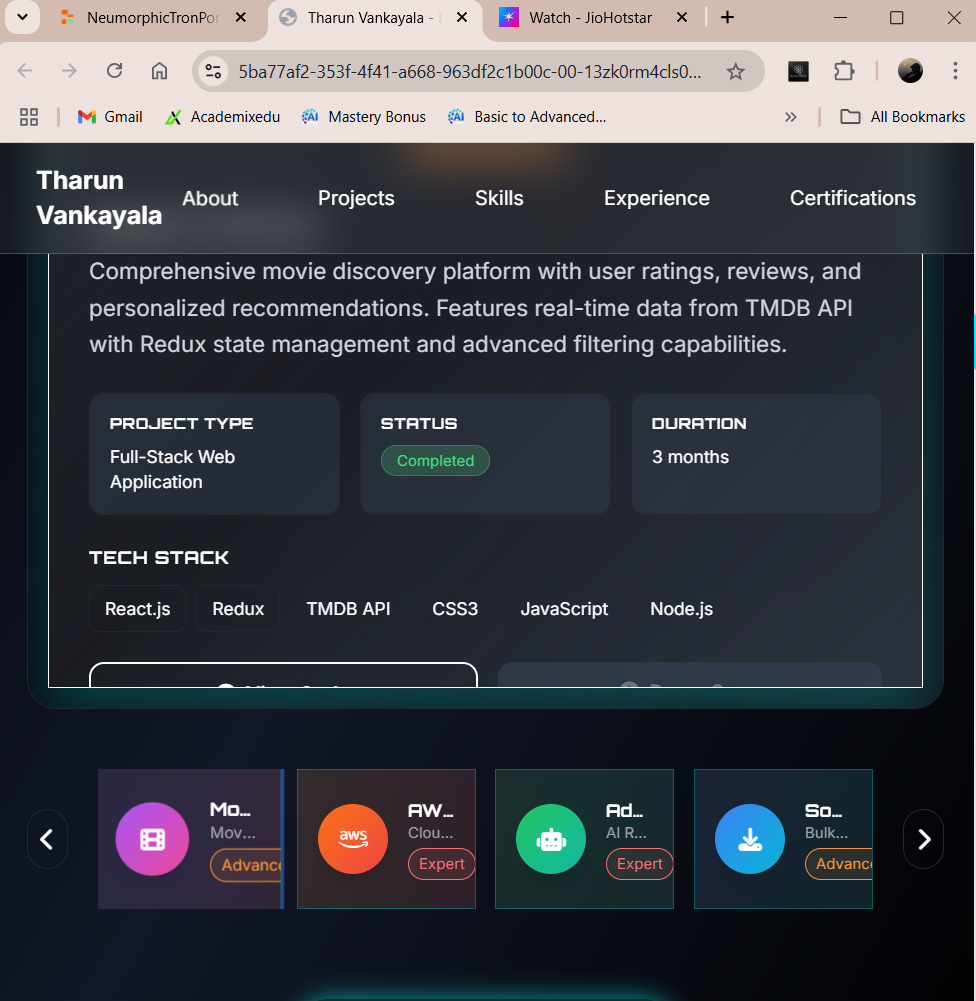 NeumorphicTronPor
Tharun Vankayala -
Watch - JioHotstar
5ba77af2-353f-4f41-a668-963df2c1b00c-00-13zk0rm4cls0...
Gmail
Academixedu
Mastery Bonus
Basic to Advanced...
All Bookmarks
Tharun
Vankayala
About
Projects
Skills
Experience
Certifications
Comprehensive movie discovery platform with user ratings, reviews, and
personalized recommendations. Features real-time data from TMDB API
with Redux state management and advanced filtering capabilities.
PROJECT TYPE
Full-Stack Web
Application
STATUS
Completed
DURATION
3 months
TECH STACK
React.js
Redux
TMDB API
CSS3
JavaScript
Node.js
Mo...
Mov...
Advance
aws
AW...
Clou...
Expert
Ad...
AI R...
Expert
So...
Bulk...
Advanc